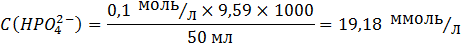 C(HPO₄²⁻) = (0,1 моль/л × 9,59 × 1000) / 50 мл = 19,18 ммоль/л